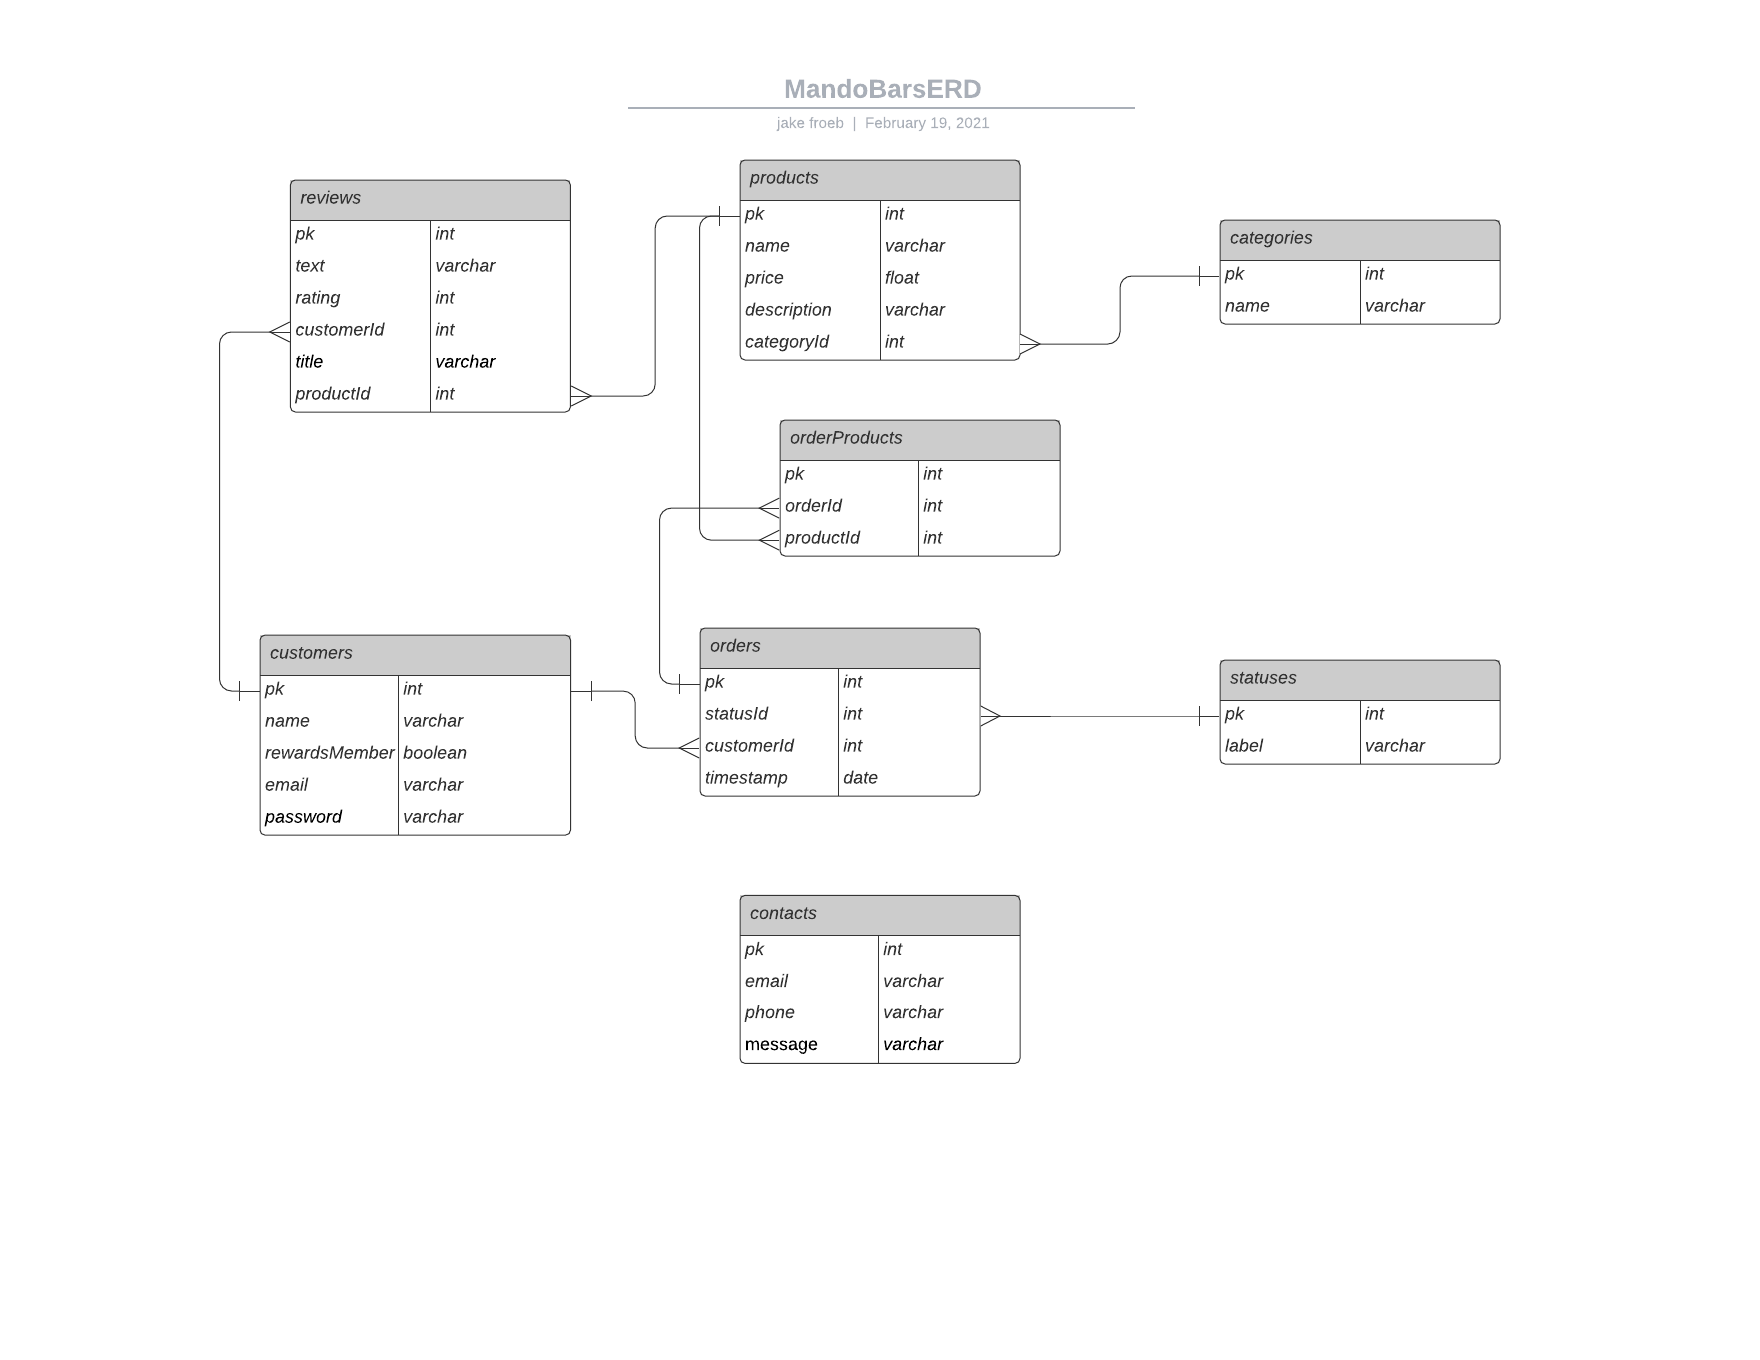 MandoBarsERD
jake froeb | February 19, 2021
reviews
pk int
text varchar
rating int
customerId int
title varchar
productId int
products
pk int
name varchar
price float
description varchar
categoryId int
categories
pk int
name varchar
orderProducts
pk int
orderId int
productId int
customers
pk int
name varchar
rewardsMember boolean
email varchar
password varchar
orders
pk int
statusId int
customerId int
timestamp date
statuses
pk int
label varchar
contacts
pk int
email varchar
phone varchar
message varchar